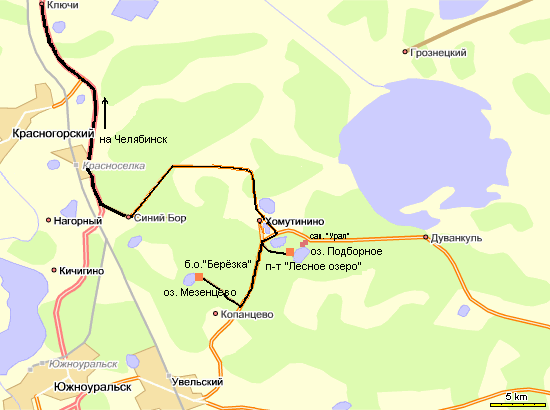 Ключи
Грознецкий
Красногорский
на Челябинск
Красноселка
Нагорный
Синий Бор
Хомутинино
сан. "Урал"
Дуванкуль
оз. Подборное
Кичигино
б.о."Берёзка"
п-т "Лесное озеро"
оз. Мезенцево
Копанцево
Южноуральск
Увельский
Южноуральск
5 km